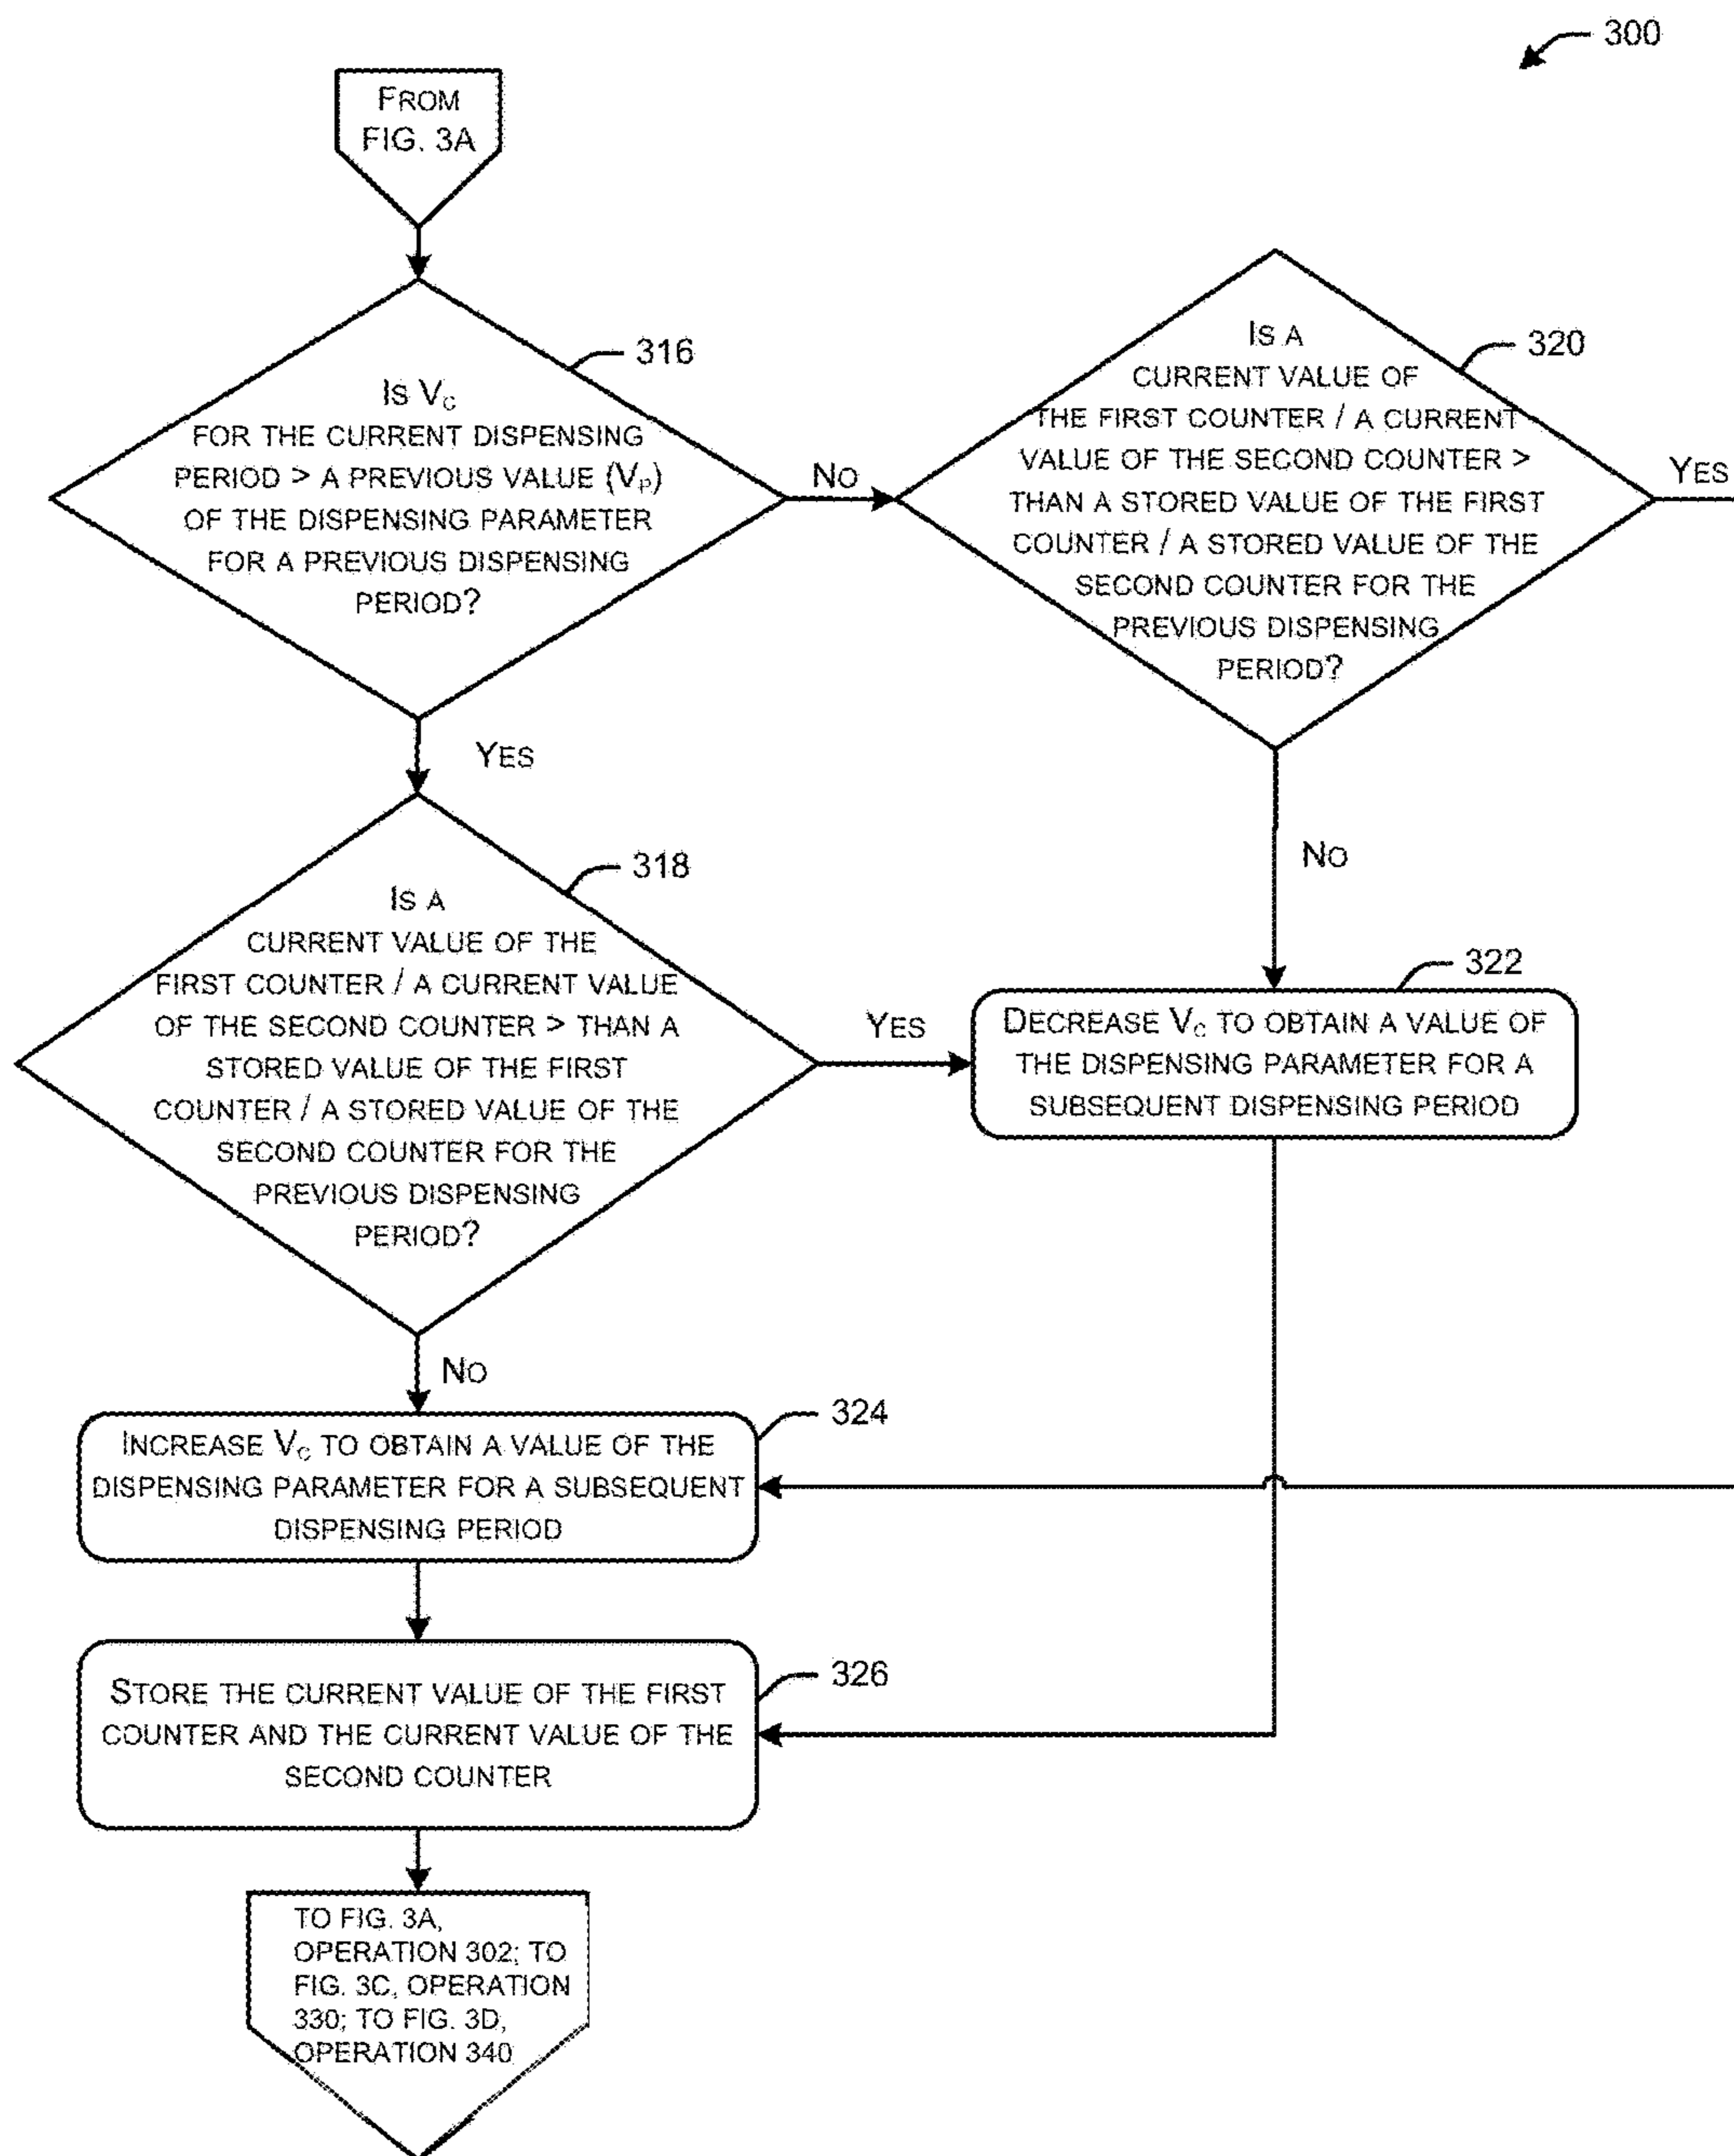 300
FROM
FIG. 3A
316
IS VC
FOR THE CURRENT DISPENSING
PERIOD > A PREVIOUS VALUE (VP)
OF THE DISPENSING PARAMETER
FOR A PREVIOUS DISPENSING
PERIOD?
NO
YES
320
IS A
CURRENT VALUE OF
THE FIRST COUNTER / A CURRENT
VALUE OF THE SECOND COUNTER >
THAN A STORED VALUE OF THE FIRST
COUNTER / A STORED VALUE OF THE
SECOND COUNTER FOR THE
PREVIOUS DISPENSING
PERIOD?
YES
NO
318
IS A
CURRENT VALUE OF THE
FIRST COUNTER / A CURRENT VALUE
OF THE SECOND COUNTER > THAN A
STORED VALUE OF THE FIRST
COUNTER / A STORED VALUE OF THE
SECOND COUNTER FOR THE
PREVIOUS DISPENSING
PERIOD?
YES
NO
322
DECREASE VC TO OBTAIN A VALUE OF
THE DISPENSING PARAMETER FOR A
SUBSEQUENT DISPENSING PERIOD
324
INCREASE VC TO OBTAIN A VALUE OF THE
DISPENSING PARAMETER FOR A SUBSEQUENT
DISPENSING PERIOD
326
STORE THE CURRENT VALUE OF THE FIRST
COUNTER AND THE CURRENT VALUE OF THE
SECOND COUNTER
TO FIG. 3A,
OPERATION 302; TO
FIG. 3C, OPERATION
330; TO FIG. 3D,
OPERATION 340